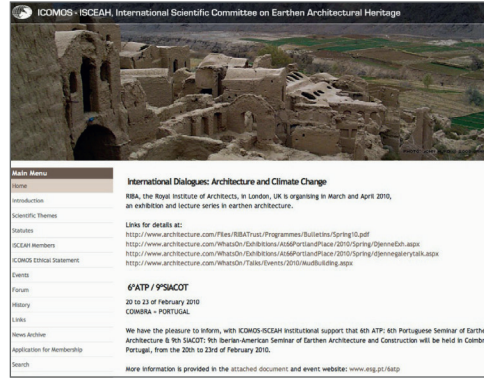 ICOMOS - ISCEAH, International Scientific Committee on Earthen Architectural Heritage
Main Menu
Home
Introduction
Scientific Themes
Statutes
ISCEAH Members
ICOMOS Ethical Statement
Events
Forum
History
Links
News Archive
Application for Membership
Search
International Dialogues: Architecture and Climate Change
RIBA, the Royal Institute of Architects, in London, UK is organising in March and April 2010,
an exhibition and lecture series in earthen architecture.
Links for details at:
http://www.architecture.com/Files/RIBATrust/Programmes/Bulletins/Spring10.pdf
http://www.architecture.com/WhatsOn/Exhibitions/At66PortlandPlace/2010/Spring/DjenneExh.aspx
http://www.architecture.com/WhatsOn/Exhibitions/At66PortlandPlace/2010/Spring/djennegalerytalk.aspx
http://www.architecture.com/WhatsOn/Talks/Events/2010/MudBuilding.aspx
6ºATP / 9ºSIACOT
20 to 23 of February 2010
COIMBRA - PORTUGAL
We have the pleasure to inform, with ICOMOS-ISCEAH institutional support that 6th ATP: 6th Portuguese Seminar of Earthe
Architecture & 9th SIACOT: 9th Iberian-American Seminar of Earthen Architecture and Construction will be held in Coimbr
Portugal, from the 20th to 23rd of February 2010.
More information is provided in the attached document and event website: www.esg.pt/6atp